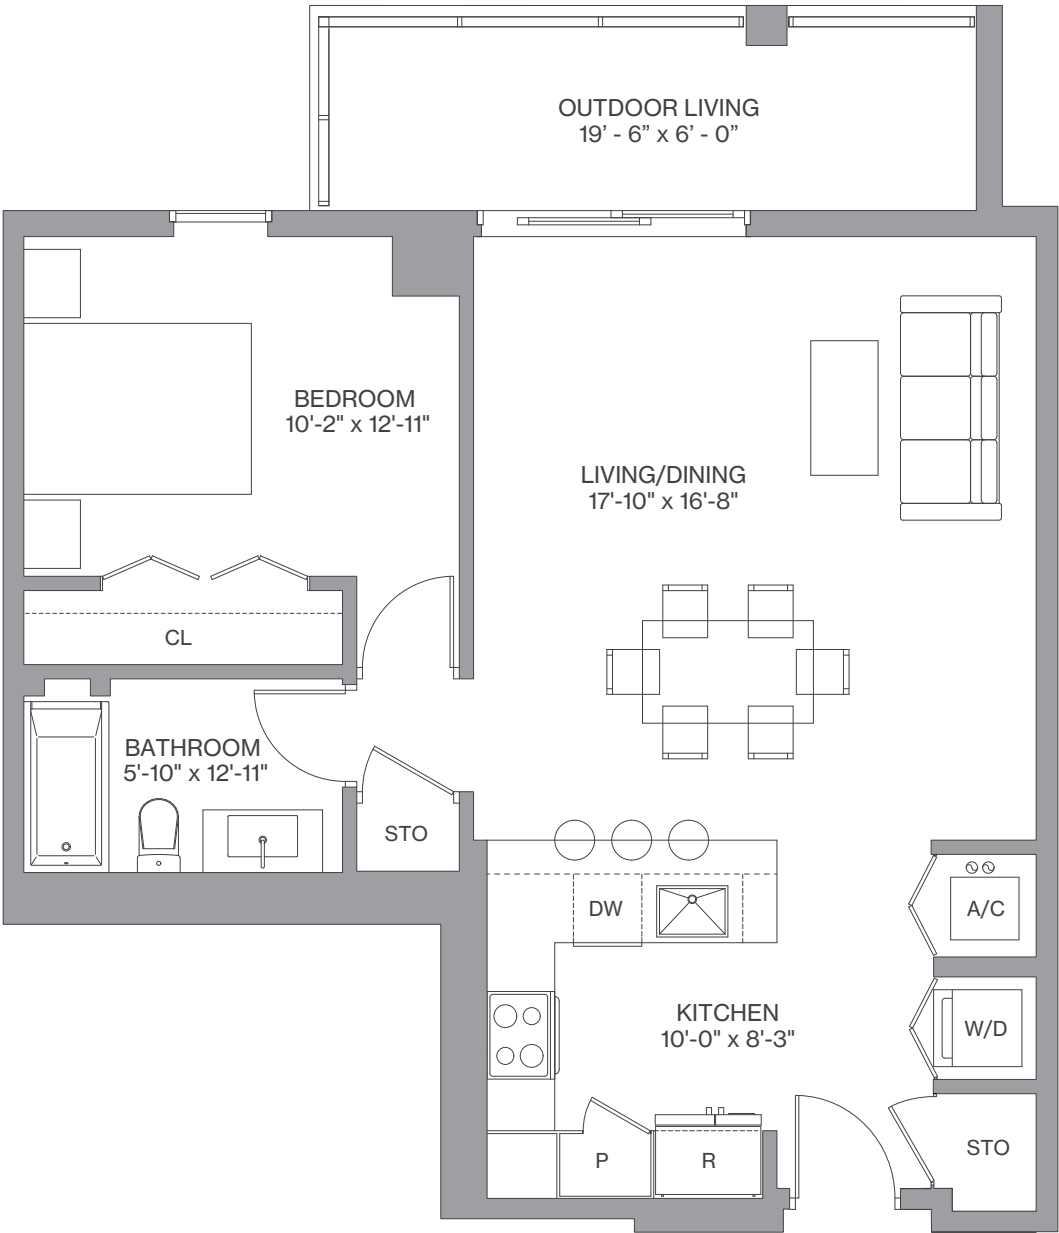 OUTDOOR LIVING
19’ - 6” x 6’ - 0”
BEDROOM
10'-2" x 12'-11"
LIVING/DINING
17'-10" x 16'-8"
CL
BATHROOM
5'-10" x 12'-11"
STO
DW
A/C
KITCHEN
10'-0" x 8'-3"
W/D
P
R
STO